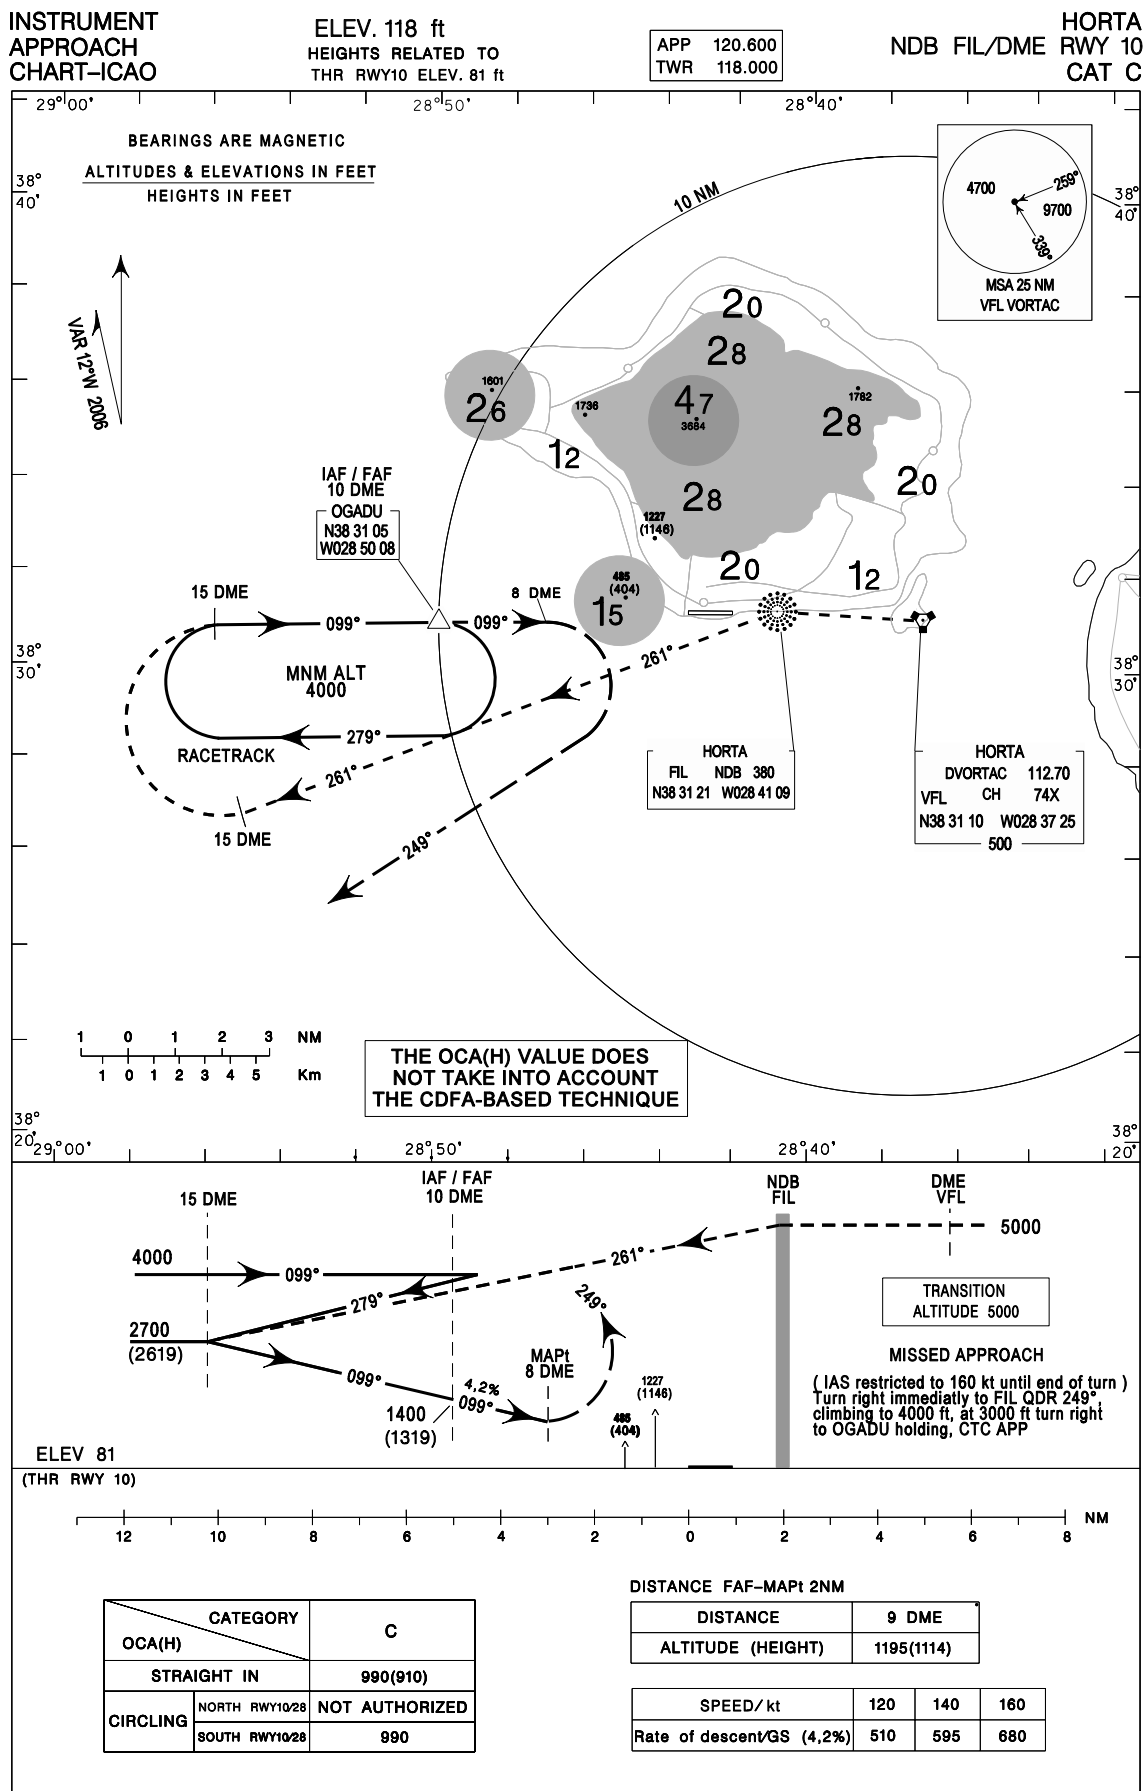 INSTRUMENT
APPROACH
CHART-ICAO
ELEV. 118 ft
HEIGHTS RELATED TO
THR RWY10 ELEV. 81 ft
APP 120.600
TWR 118.000
HORTA
NDB FIL/DME RWY 10
CAT C
29°00' 28°50' 28°40'
BEARINGS ARE MAGNETIC
ALTITUDES & ELEVATIONS IN FEET
HEIGHTS IN FEET
38°
40'
38°
40'
10 NM
4700
259°
9700
339°
MSA 25 NM
VFL VORTAC
VAR 12°W 2006
20
28
1601
26
1736
47
3684
1782
28
12
20
28
1227
(1146)
20
12
485
(404)
15
IAF / FAF
10 DME
OGADU
N38 31 05
W028 50 08
15 DME
8 DME
099°
099°
MNM ALT
4000
261°
38°
30'
38°
30'
279°
RACETRACK
261°
15 DME
249°
HORTA
FIL NDB 380
N38 31 21 W028 41 09
HORTA
DVORTAC 112.70
VFL CH 74X
N38 31 10 W028 37 25
500
1 0 1 2 3 NM
1 0 1 2 3 4 5 Km
THE OCA(H) VALUE DOES
NOT TAKE INTO ACCOUNT
THE CDFA-BASED TECHNIQUE
38°
20'
38°
20'
29°00' 28°50' 28°40'
15 DME
IAF / FAF
10 DME
NDB
FIL
DME
VFL
5000
4000
099°
261°
279°
249°
2700
(2619)
099°
4,2%
099°
1400
(1319)
MAPt
8 DME
485
(404)
1227
(1146)
TRANSITION
ALTITUDE 5000
MISSED APPROACH
( IAS restricted to 160 kt until end of turn )
Turn right immediatly to FIL QDR 249°,
climbing to 4000 ft, at 3000 ft turn right
to OGADU holding, CTC APP
ELEV 81
(THR RWY 10)
12 10 8 6 4 2 0 2 4 6 8 NM
CATEGORY
OCA(H)
C
STRAIGHT IN 990(910)
CIRCLING
NORTH RWY10/28 NOT AUTHORIZED
SOUTH RWY10/28 990
DISTANCE FAF-MAPt 2NM
DISTANCE 9 DME
ALTITUDE (HEIGHT) 1195(1114)
SPEED/kt 120 140 160
Rate of descent/GS (4,2%) 510 595 680